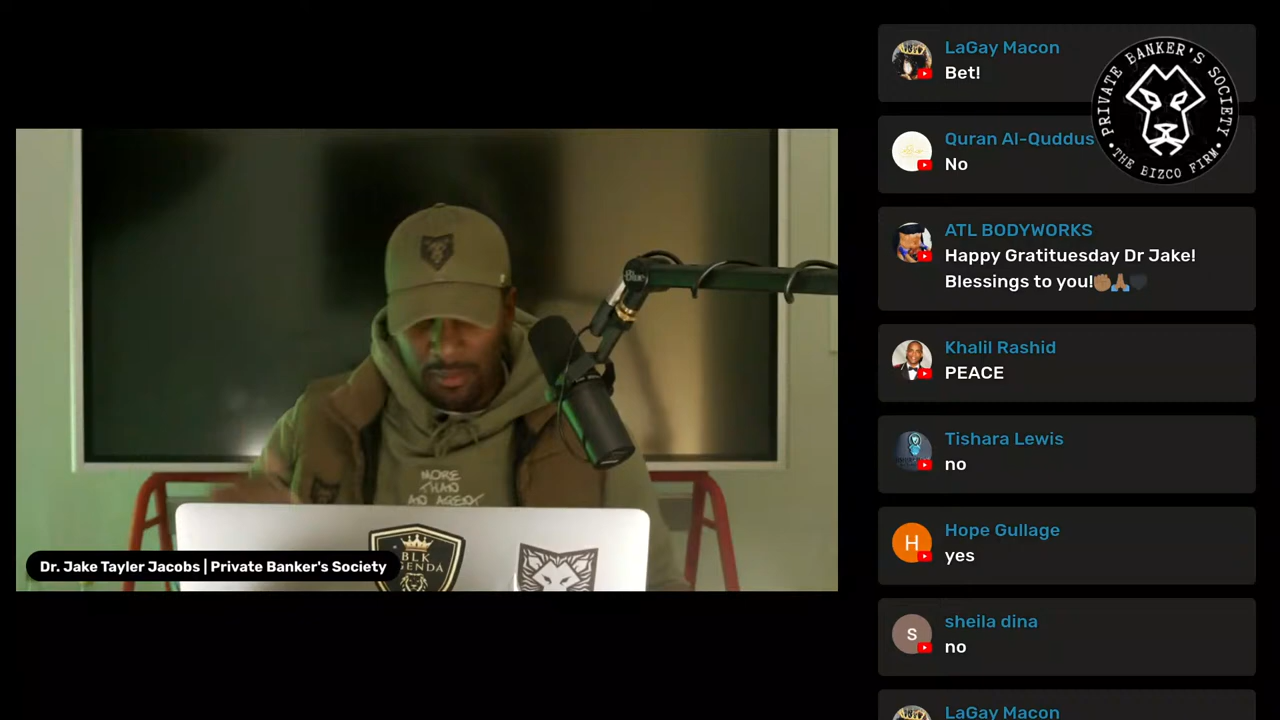 LaGay Macon
Bet!
PRIVATE BANKER'S SOCIETY
• THE BIZCO FIRM •
Quran Al-Quddus
No
ATL BODYWORKS
Happy Gratituesday Dr Jake!
Blessings to you!✊🏽🙏🏽🖤
Khalil Rashid
PEACE
Tishara Lewis
no
Hope Gullage
H
yes
sheila dina
S
no
LaGay Macon
Blue
MORE
THAN
AN AGENT
BLK
Dr. Jake Tayler Jacobs | Private Banker's Society